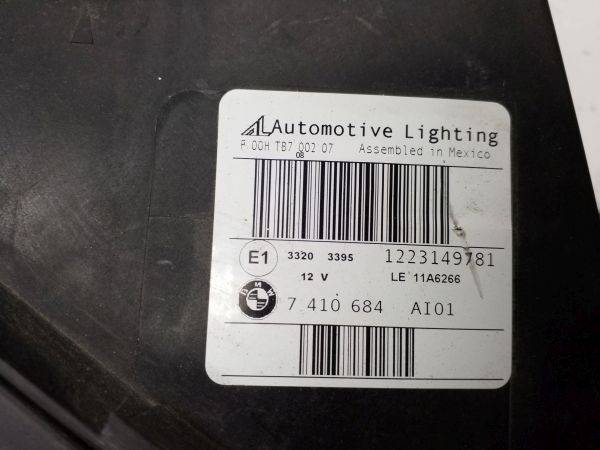 AL Automotive Lighting
F 00H TB7 002 07 Assembled in Mexico
08
E1 3320 3395 1223149781
12 V LE 11A6266
BMW 7 410 684 AI01